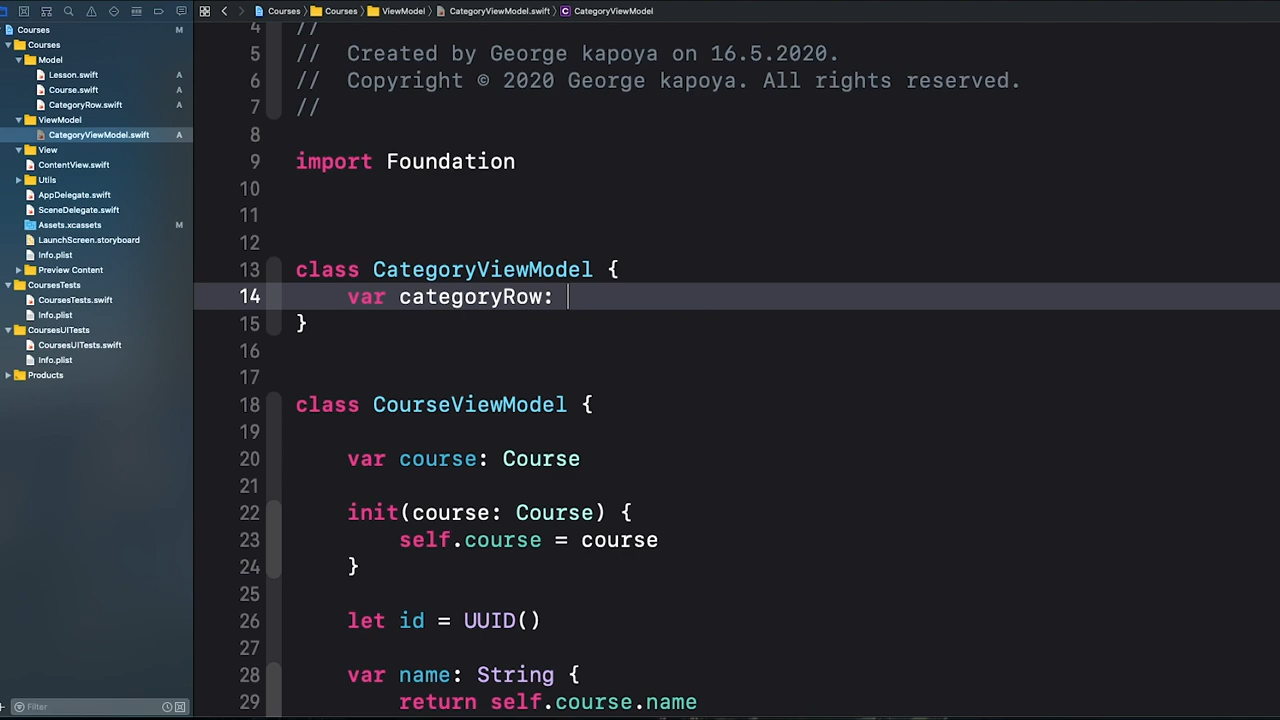 Courses
Courses
ViewModel
CategoryViewModel.swift
CategoryViewModel
Courses M
Courses
Model
Lesson.swift A
Course.swift A
CategoryRow.swift A
ViewModel
CategoryViewModel.swift A
View
ContentView.swift
Utils
AppDelegate.swift
SceneDelegate.swift
Assets.xcassets M
LaunchScreen.storyboard
Info.plist
Preview Content
CoursesTests
CoursesTests.swift
Info.plist
CoursesUITests
CoursesUITests.swift
Info.plist
Products
Filter
4 //
5 //  Created by George kapoya on 16.5.2020.
6 //  Copyright © 2020 George kapoya. All rights reserved.
7 //
8
9 import Foundation
10
11
12
13 class CategoryViewModel {
14     var categoryRow:
15 }
16
17
18 class CourseViewModel {
19
20     var course: Course
21
22     init(course: Course) {
23         self.course = course
24     }
25
26     let id = UUID()
27
28     var name: String {
29         return self.course.name